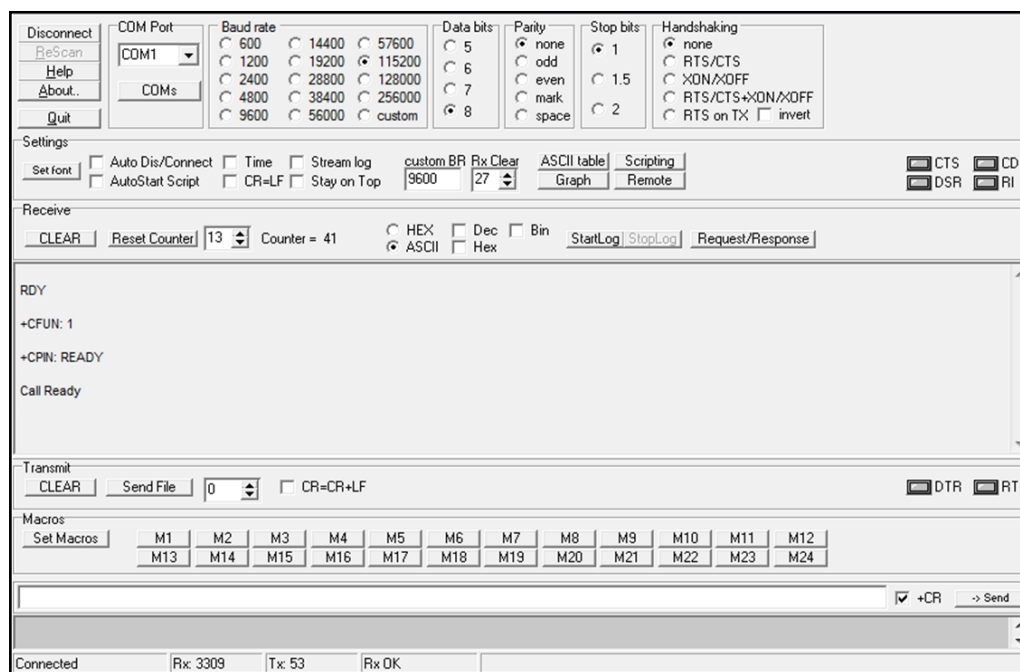 Disconnect
ReScan
Help
About..
Quit
COM Port
COM1
COMs
Baud rate
600 14400 57600
1200 19200 115200
2400 28800 128000
4800 38400 256000
9600 56000 custom
Data bits
5
6
7
8
Parity
none
odd
even
mark
space
Stop bits
1
1.5
2
Handshaking
none
RTS/CTS
XON/XOFF
RTS/CTS+XON/XOFF
RTS on TX invert
Settings
Set font
Auto Dis/Connect Time Stream log
AutoStart Script CR=LF Stay on Top
custom BR Rx Clear
9600 27
ASCII table Scripting
Graph Remote
CTS CD
DSR RI
Receive
CLEAR Reset Counter 13 Counter = 41
HEX Dec Bin
ASCII Hex
StartLog StopLog Request/Response
RDY
+CFUN: 1
+CPIN: READY
Call Ready
Transmit
CLEAR Send File 0 CR=CR+LF DTR RT
Macros
Set Macros
M1 M2 M3 M4 M5 M6 M7 M8 M9 M10 M11 M12
M13 M14 M15 M16 M17 M18 M19 M20 M21 M22 M23 M24
+CR -> Send
Connected Rx: 3309 Tx: 53 Rx OK